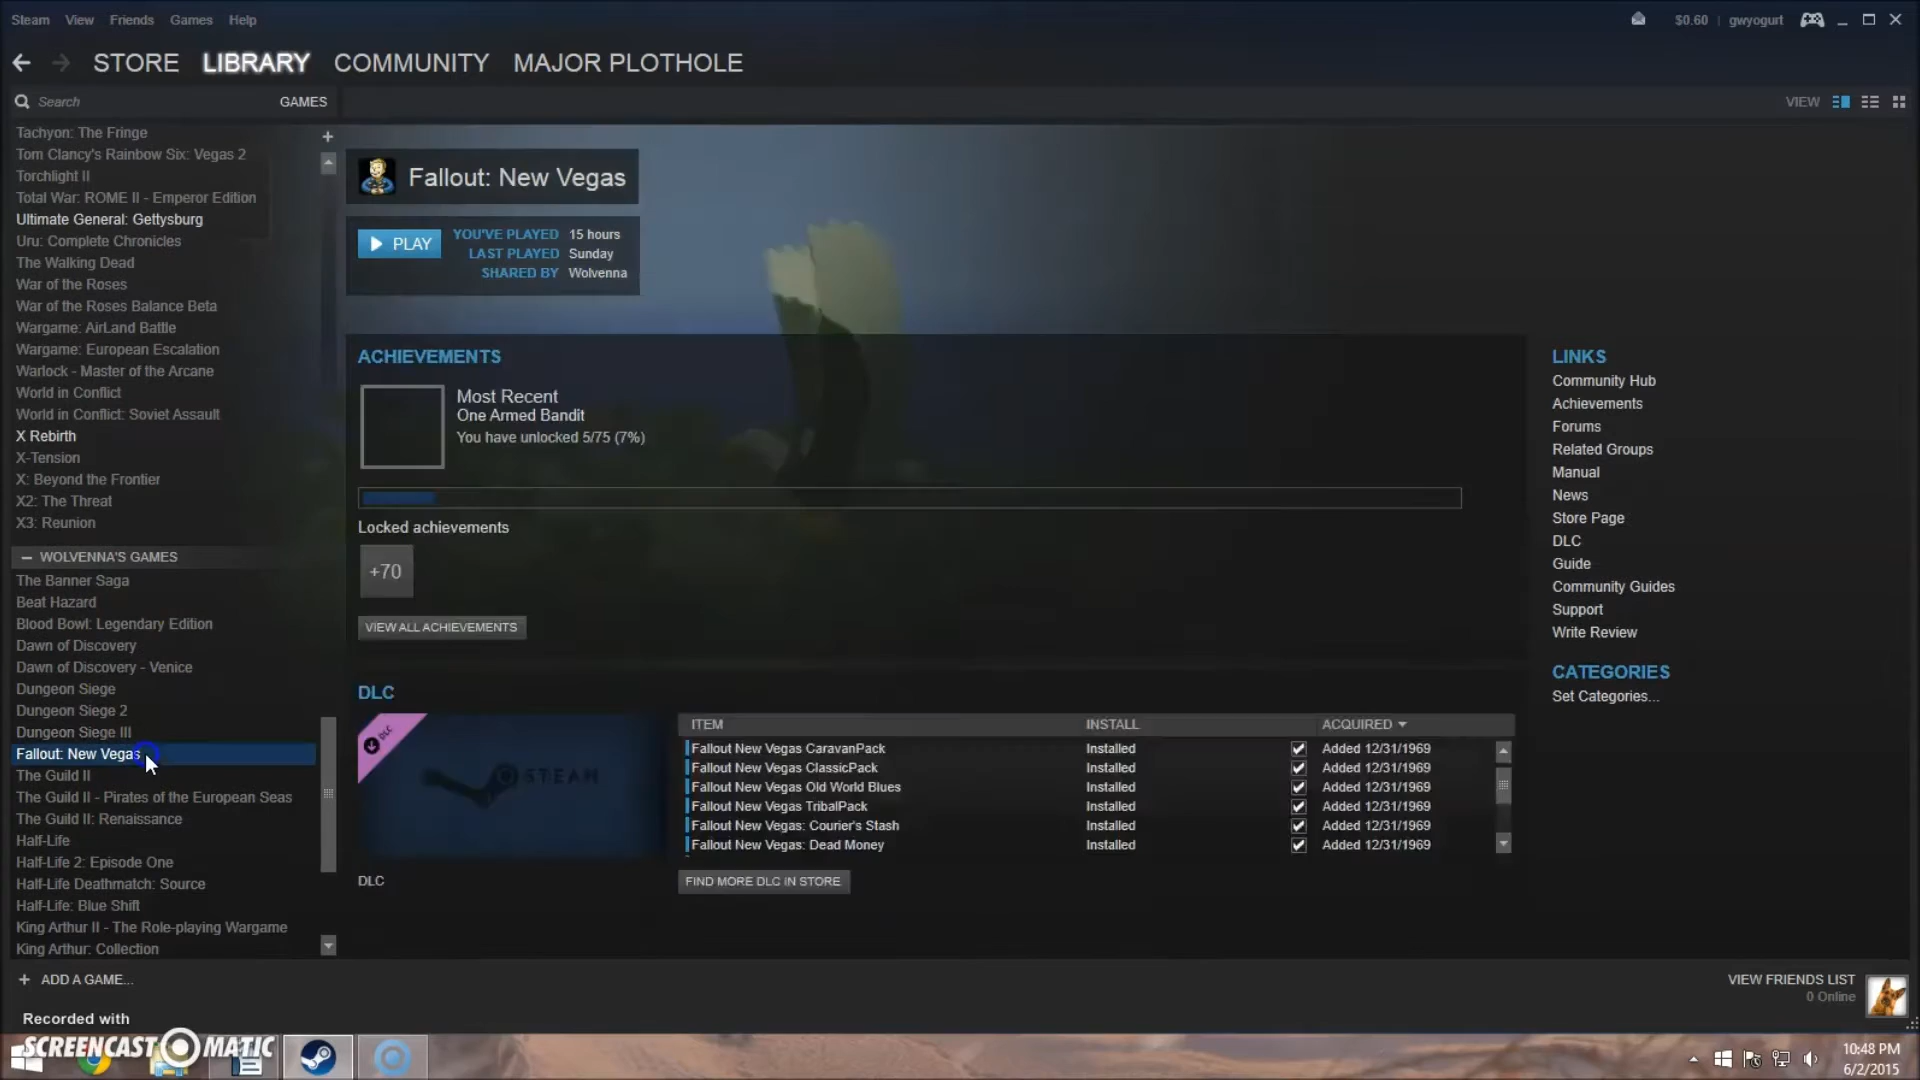 Steam View Friends Games Help
$0.60 | gwyogurt
STORE LIBRARY COMMUNITY MAJOR PLOTHOLE
Search GAMES
VIEW
Tachyon: The Fringe
Tom Clancy's Rainbow Six: Vegas 2
Torchlight II
Total War: ROME II - Emperor Edition
Ultimate General: Gettysburg
Uru: Complete Chronicles
The Walking Dead
War of the Roses
War of the Roses Balance Beta
Wargame: AirLand Battle
Wargame: European Escalation
Warlock - Master of the Arcane
World in Conflict
World in Conflict: Soviet Assault
X Rebirth
X-Tension
X: Beyond the Frontier
X2: The Threat
X3: Reunion
WOLVENNA'S GAMES
The Banner Saga
Beat Hazard
Blood Bowl: Legendary Edition
Dawn of Discovery
Dawn of Discovery - Venice
Dungeon Siege
Dungeon Siege 2
Dungeon Siege III
Fallout: New Vegas
The Guild II
The Guild II - Pirates of the European Seas
The Guild II: Renaissance
Half-Life
Half-Life 2: Episode One
Half-Life Deathmatch: Source
Half-Life: Blue Shift
King Arthur II - The Role-playing Wargame
King Arthur: Collection
+ ADD A GAME...
Fallout: New Vegas
PLAY
YOU'VE PLAYED 15 hours
LAST PLAYED Sunday
SHARED BY Wolvenna
ACHIEVEMENTS
Most Recent
One Armed Bandit
You have unlocked 5/75 (7%)
Locked achievements
+70
VIEW ALL ACHIEVEMENTS
DLC
DLC
STEAM
DLC
ITEM INSTALL ACQUIRED
Fallout New Vegas CaravanPack Installed Added 12/31/1969
Fallout New Vegas ClassicPack Installed Added 12/31/1969
Fallout New Vegas Old World Blues Installed Added 12/31/1969
Fallout New Vegas TribalPack Installed Added 12/31/1969
Fallout New Vegas: Courier's Stash Installed Added 12/31/1969
Fallout New Vegas: Dead Money Installed Added 12/31/1969
FIND MORE DLC IN STORE
LINKS
Community Hub
Achievements
Forums
Related Groups
Manual
News
Store Page
DLC
Guide
Community Guides
Support
Write Review
CATEGORIES
Set Categories...
VIEW FRIENDS LIST
0 Online
Recorded with
SCREENCAST MATIC
10:48 PM
6/2/2015